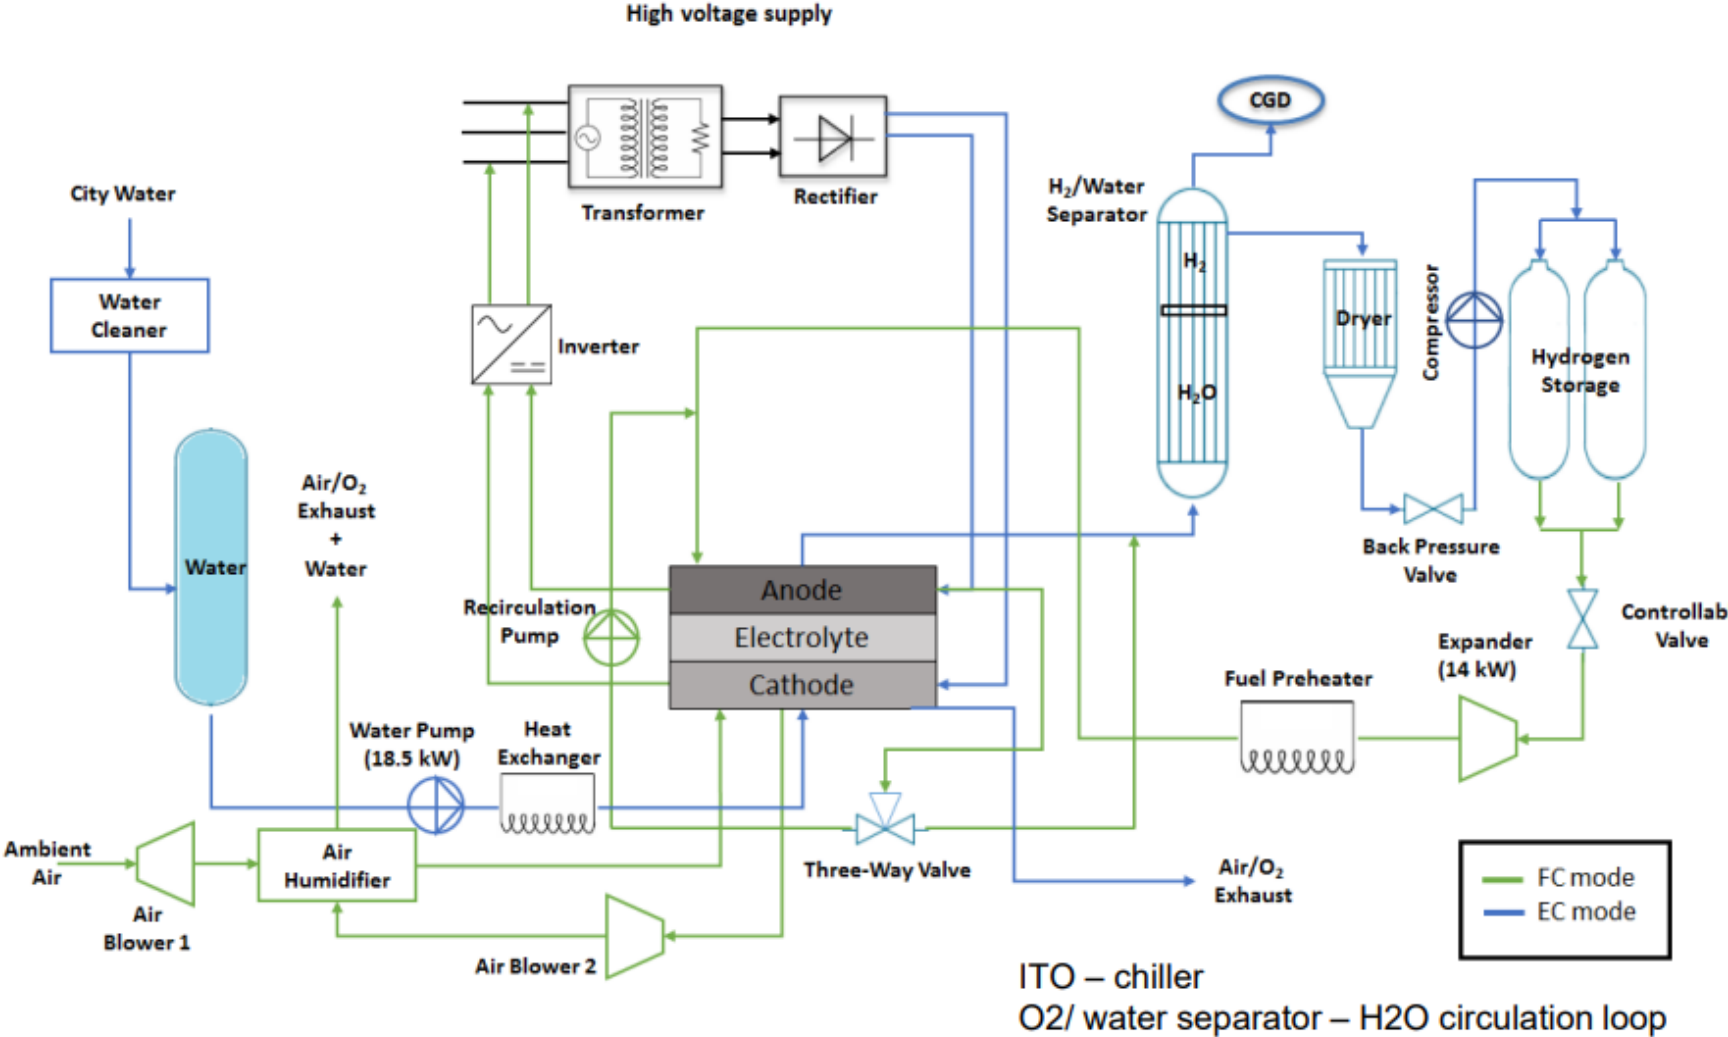 High voltage supply
CGD
City Water
Transformer
Rectifier
H₂/Water
Separator
H₂
H₂O
Dryer
Compressor
Hydrogen
Storage
Water
Cleaner
Inverter
Air/O₂
Exhaust
+
Water
Water
Recirculation
Pump
Anode
Electrolyte
Cathode
Back Pressure
Valve
Controllab
Valve
Expander
(14 kW)
Fuel Preheater
Water Pump
(18.5 kW)
Heat
Exchanger
Ambient
Air
Air
Humidifier
Air
Blower 1
Air Blower 2
Three-Way Valve
Air/O₂
Exhaust
FC mode
EC mode
ITO – chiller
O2/ water separator – H2O circulation loop